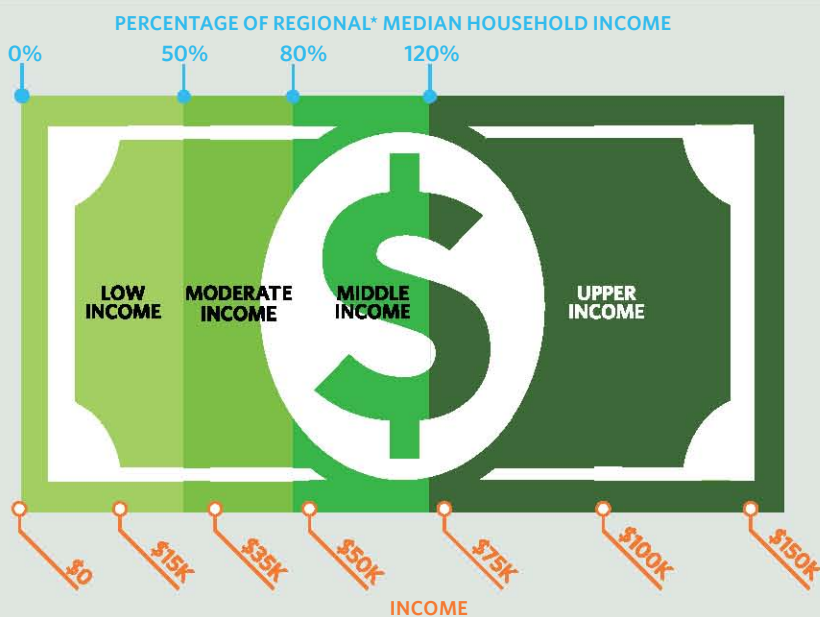 PERCENTAGE OF REGIONAL* MEDIAN HOUSEHOLD INCOME
0%
50%
80%
120%
LOW
INCOME
MODERATE
INCOME
MIDDLE
INCOME
UPPER
INCOME
$0
$15K
$35K
$50K
$75K
$100K
$150K
INCOME